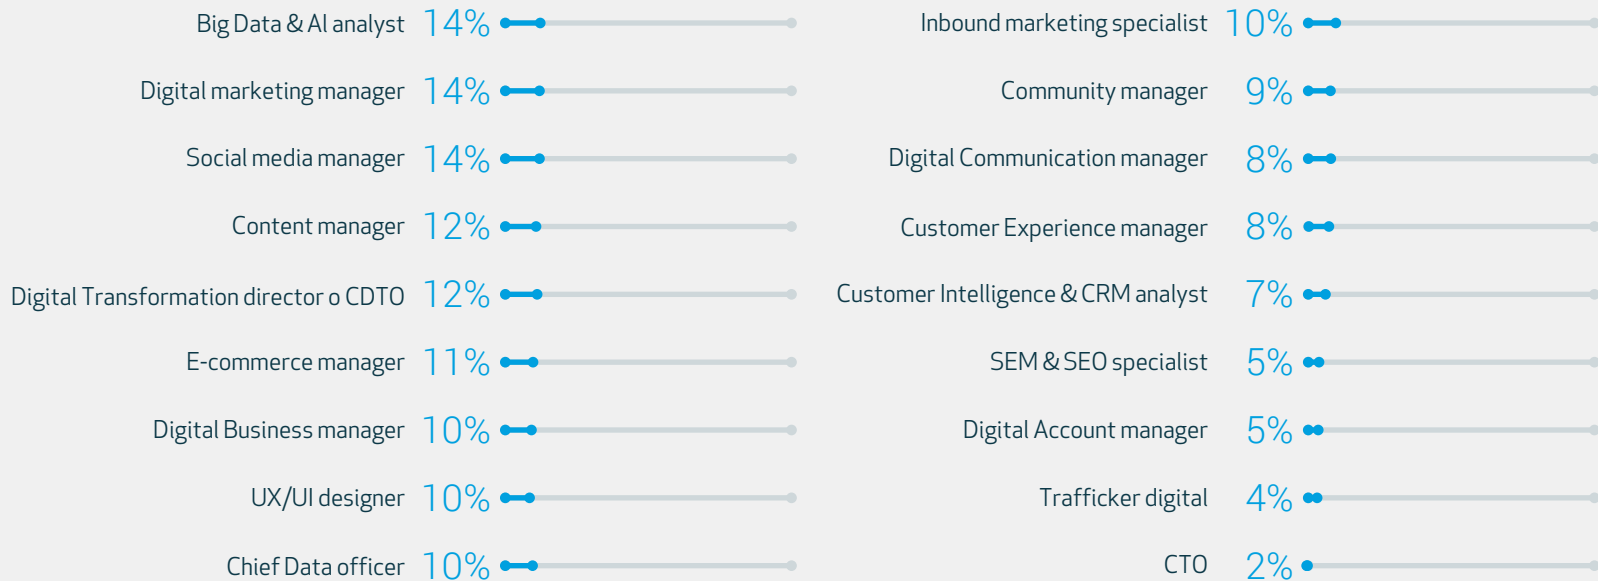 Big Data & AI analyst 14%
Digital marketing manager 14%
Social media manager 14%
Content manager 12%
Digital Transformation director o CDTO 12%
E-commerce manager 11%
Digital Business manager 10%
UX/UI designer 10%
Chief Data officer 10%
Inbound marketing specialist 10%
Community manager 9%
Digital Communication manager 8%
Customer Experience manager 8%
Customer Intelligence & CRM analyst 7%
SEM & SEO specialist 5%
Digital Account manager 5%
Trafficker digital 4%
CTO 2%